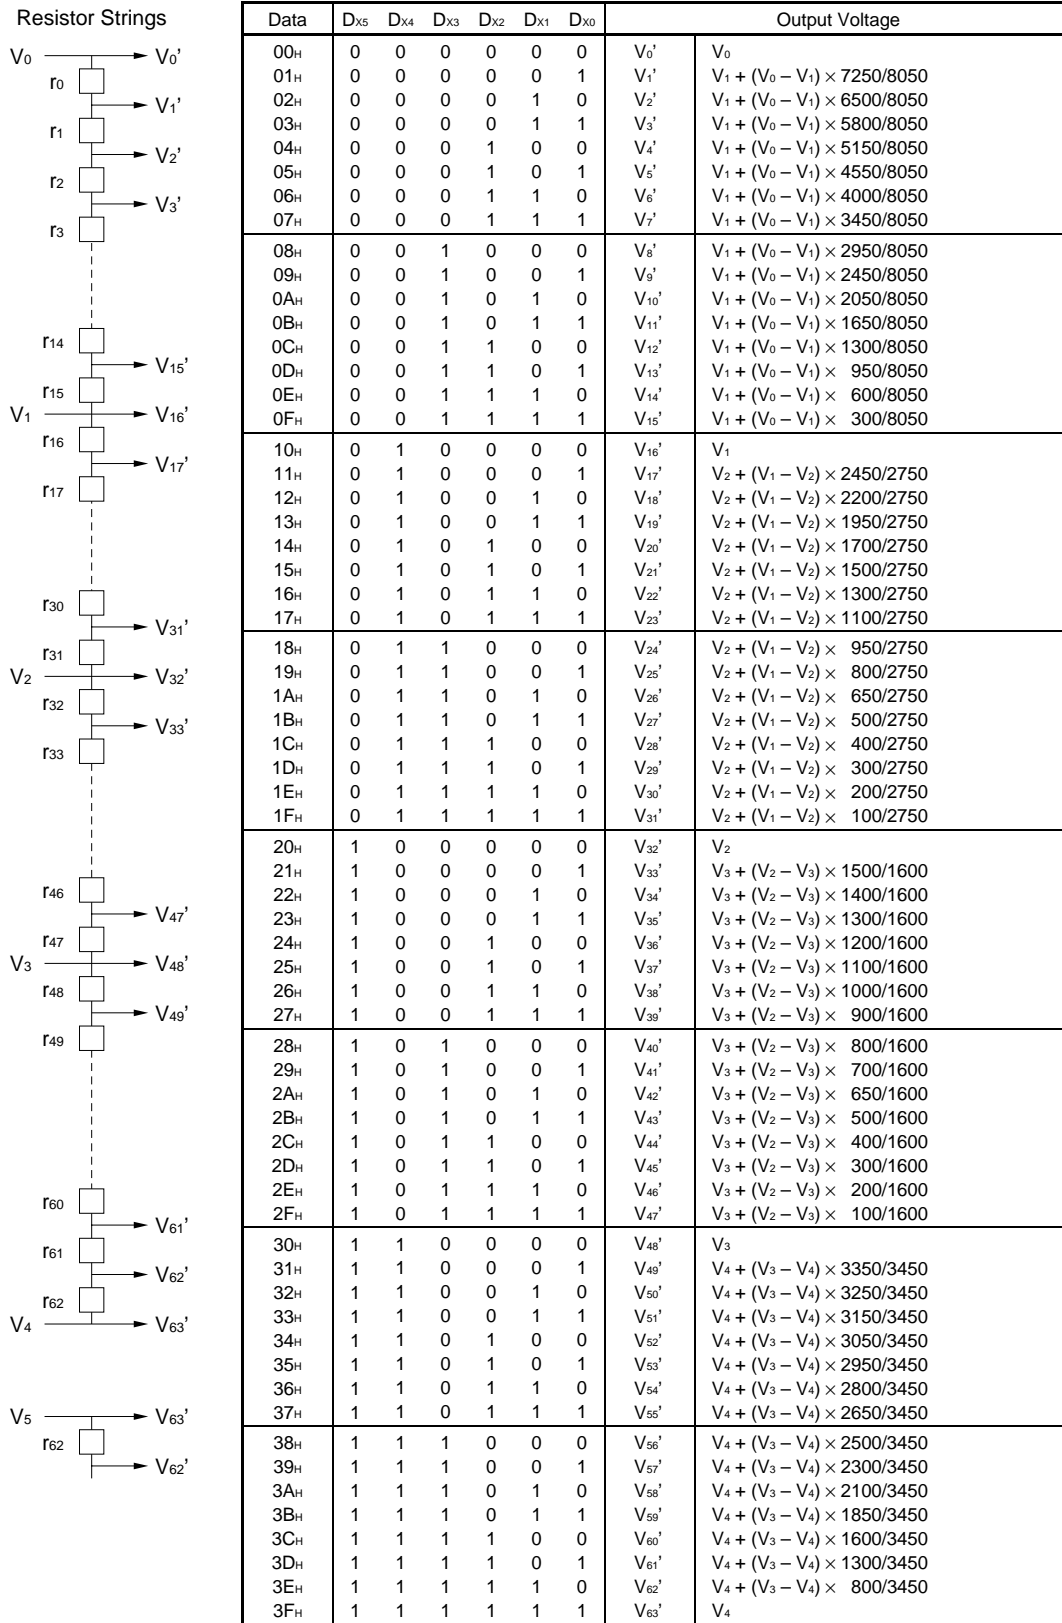 Resistor Strings
V0 V0’
r0
V1’
r1
V2’
r2
V3’
r3
r14
V15’
r15
V1 V16’
r16
V17’
r17
r30
V31’
r31
V2 V32’
r32
V33’
r33
r46
V47’
r47
V3 V48’
r48
V49’
r49
r60
V61’
r61
V62’
r62
V4 V63’
V5 V63’
r62
V62’
Data DX5 DX4 DX3 DX2 DX1 DX0 Output Voltage
00H 0 0 0 0 0 0 V0’ V0
01H 0 0 0 0 0 1 V1’ V1 + (V0 – V1) × 7250/8050
02H 0 0 0 0 1 0 V2’ V1 + (V0 – V1) × 6500/8050
03H 0 0 0 0 1 1 V3’ V1 + (V0 – V1) × 5800/8050
04H 0 0 0 1 0 0 V4’ V1 + (V0 – V1) × 5150/8050
05H 0 0 0 1 0 1 V5’ V1 + (V0 – V1) × 4550/8050
06H 0 0 0 1 1 0 V6’ V1 + (V0 – V1) × 4000/8050
07H 0 0 0 1 1 1 V7’ V1 + (V0 – V1) × 3450/8050
08H 0 0 1 0 0 0 V8’ V1 + (V0 – V1) × 2950/8050
09H 0 0 1 0 0 1 V9’ V1 + (V0 – V1) × 2450/8050
0AH 0 0 1 0 1 0 V10’ V1 + (V0 – V1) × 2050/8050
0BH 0 0 1 0 1 1 V11’ V1 + (V0 – V1) × 1650/8050
0CH 0 0 1 1 0 0 V12’ V1 + (V0 – V1) × 1300/8050
0DH 0 0 1 1 0 1 V13’ V1 + (V0 – V1) × 950/8050
0EH 0 0 1 1 1 0 V14’ V1 + (V0 – V1) × 600/8050
0FH 0 0 1 1 1 1 V15’ V1 + (V0 – V1) × 300/8050
10H 0 1 0 0 0 0 V16’ V1
11H 0 1 0 0 0 1 V17’ V2 + (V1 – V2) × 2450/2750
12H 0 1 0 0 1 0 V18’ V2 + (V1 – V2) × 2200/2750
13H 0 1 0 0 1 1 V19’ V2 + (V1 – V2) × 1950/2750
14H 0 1 0 1 0 0 V20’ V2 + (V1 – V2) × 1700/2750
15H 0 1 0 1 0 1 V21’ V2 + (V1 – V2) × 1500/2750
16H 0 1 0 1 1 0 V22’ V2 + (V1 – V2) × 1300/2750
17H 0 1 0 1 1 1 V23’ V2 + (V1 – V2) × 1100/2750
18H 0 1 1 0 0 0 V24’ V2 + (V1 – V2) × 950/2750
19H 0 1 1 0 0 1 V25’ V2 + (V1 – V2) × 800/2750
1AH 0 1 1 0 1 0 V26’ V2 + (V1 – V2) × 650/2750
1BH 0 1 1 0 1 1 V27’ V2 + (V1 – V2) × 500/2750
1CH 0 1 1 1 0 0 V28’ V2 + (V1 – V2) × 400/2750
1DH 0 1 1 1 0 1 V29’ V2 + (V1 – V2) × 300/2750
1EH 0 1 1 1 1 0 V30’ V2 + (V1 – V2) × 200/2750
1FH 0 1 1 1 1 1 V31’ V2 + (V1 – V2) × 100/2750
20H 1 0 0 0 0 0 V32’ V2
21H 1 0 0 0 0 1 V33’ V3 + (V2 – V3) × 1500/1600
22H 1 0 0 0 1 0 V34’ V3 + (V2 – V3) × 1400/1600
23H 1 0 0 0 1 1 V35’ V3 + (V2 – V3) × 1300/1600
24H 1 0 0 1 0 0 V36’ V3 + (V2 – V3) × 1200/1600
25H 1 0 0 1 0 1 V37’ V3 + (V2 – V3) × 1100/1600
26H 1 0 0 1 1 0 V38’ V3 + (V2 – V3) × 1000/1600
27H 1 0 0 1 1 1 V39’ V3 + (V2 – V3) × 900/1600
28H 1 0 1 0 0 0 V40’ V3 + (V2 – V3) × 800/1600
29H 1 0 1 0 0 1 V41’ V3 + (V2 – V3) × 700/1600
2AH 1 0 1 0 1 0 V42’ V3 + (V2 – V3) × 650/1600
2BH 1 0 1 0 1 1 V43’ V3 + (V2 – V3) × 500/1600
2CH 1 0 1 1 0 0 V44’ V3 + (V2 – V3) × 400/1600
2DH 1 0 1 1 0 1 V45’ V3 + (V2 – V3) × 300/1600
2EH 1 0 1 1 1 0 V46’ V3 + (V2 – V3) × 200/1600
2FH 1 0 1 1 1 1 V47’ V3 + (V2 – V3) × 100/1600
30H 1 1 0 0 0 0 V48’ V3
31H 1 1 0 0 0 1 V49’ V4 + (V3 – V4) × 3350/3450
32H 1 1 0 0 1 0 V50’ V4 + (V3 – V4) × 3250/3450
33H 1 1 0 0 1 1 V51’ V4 + (V3 – V4) × 3150/3450
34H 1 1 0 1 0 0 V52’ V4 + (V3 – V4) × 3050/3450
35H 1 1 0 1 0 1 V53’ V4 + (V3 – V4) × 2950/3450
36H 1 1 0 1 1 0 V54’ V4 + (V3 – V4) × 2800/3450
37H 1 1 0 1 1 1 V55’ V4 + (V3 – V4) × 2650/3450
38H 1 1 1 0 0 0 V56’ V4 + (V3 – V4) × 2500/3450
39H 1 1 1 0 0 1 V57’ V4 + (V3 – V4) × 2300/3450
3AH 1 1 1 0 1 0 V58’ V4 + (V3 – V4) × 2100/3450
3BH 1 1 1 0 1 1 V59’ V4 + (V3 – V4) × 1850/3450
3CH 1 1 1 1 0 0 V60’ V4 + (V3 – V4) × 1600/3450
3DH 1 1 1 1 0 1 V61’ V4 + (V3 – V4) × 1300/3450
3EH 1 1 1 1 1 0 V62’ V4 + (V3 – V4) × 800/3450
3FH 1 1 1 1 1 1 V63’ V4